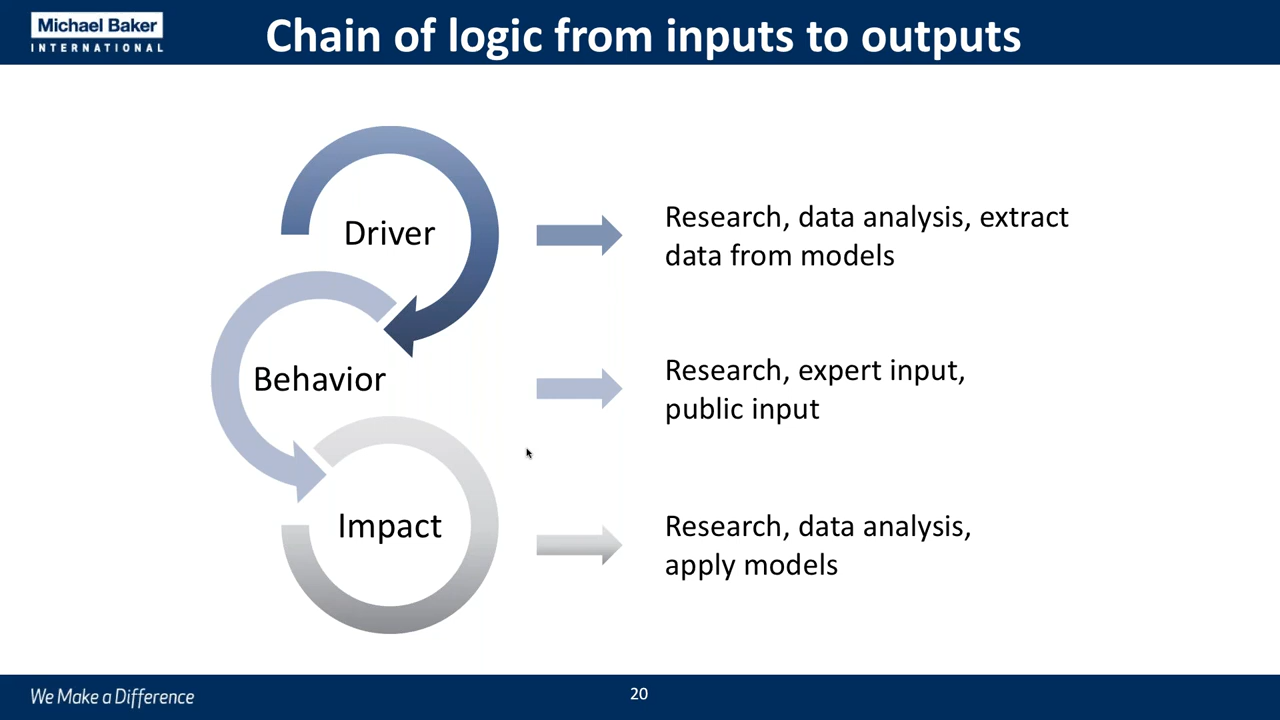 Michael Baker
INTERNATIONAL
Chain of logic from inputs to outputs
Driver
Research, data analysis, extract
data from models
Behavior
Research, expert input,
public input
Impact
Research, data analysis,
apply models
We Make a Difference
20